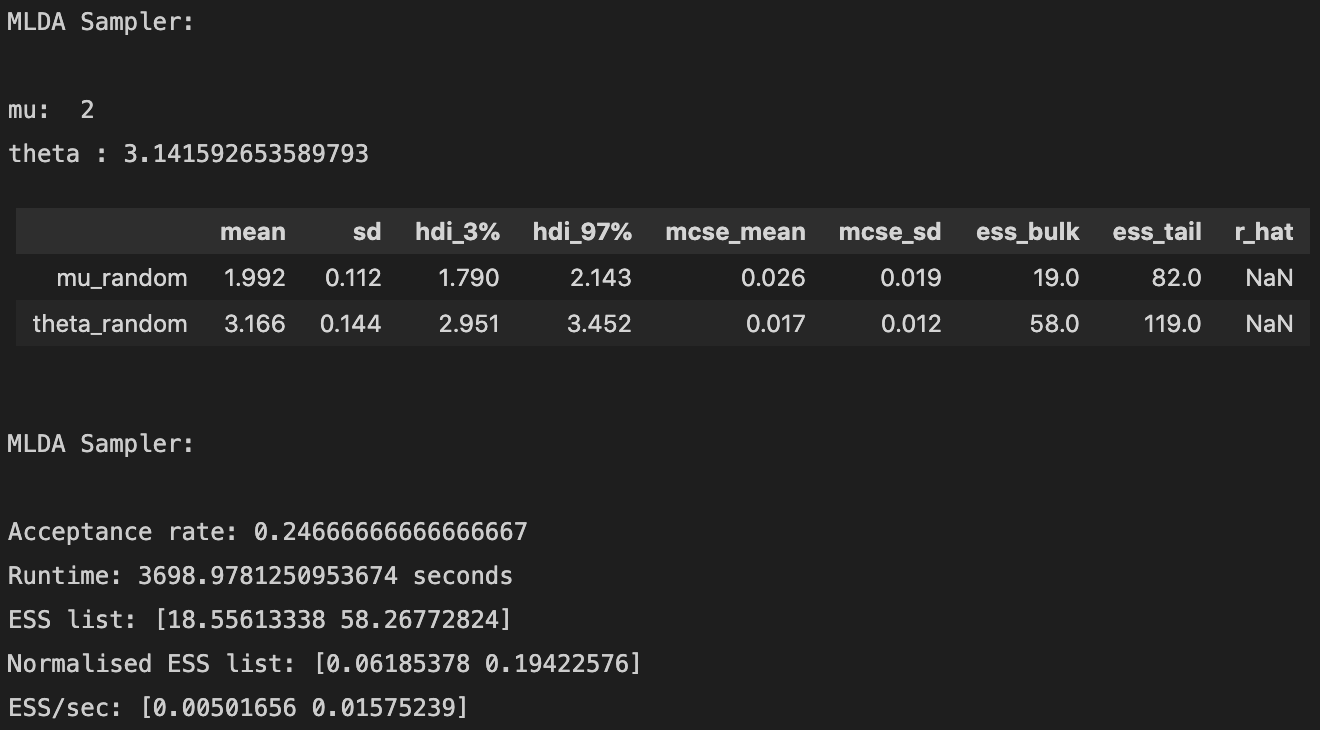 MLDA Sampler:
mu:  2
theta : 3.141592653589793
mean sd hdi_3% hdi_97% mcse_mean mcse_sd ess_bulk ess_tail r_hat
mu_random 1.992 0.112 1.790 2.143 0.026 0.019 19.0 82.0 NaN
theta_random 3.166 0.144 2.951 3.452 0.017 0.012 58.0 119.0 NaN
MLDA Sampler:
Acceptance rate: 0.24666666666666667
Runtime: 3698.9781250953674 seconds
ESS list: [18.55613338 58.26772824]
Normalised ESS list: [0.06185378 0.19422576]
ESS/sec: [0.00501656 0.01575239]